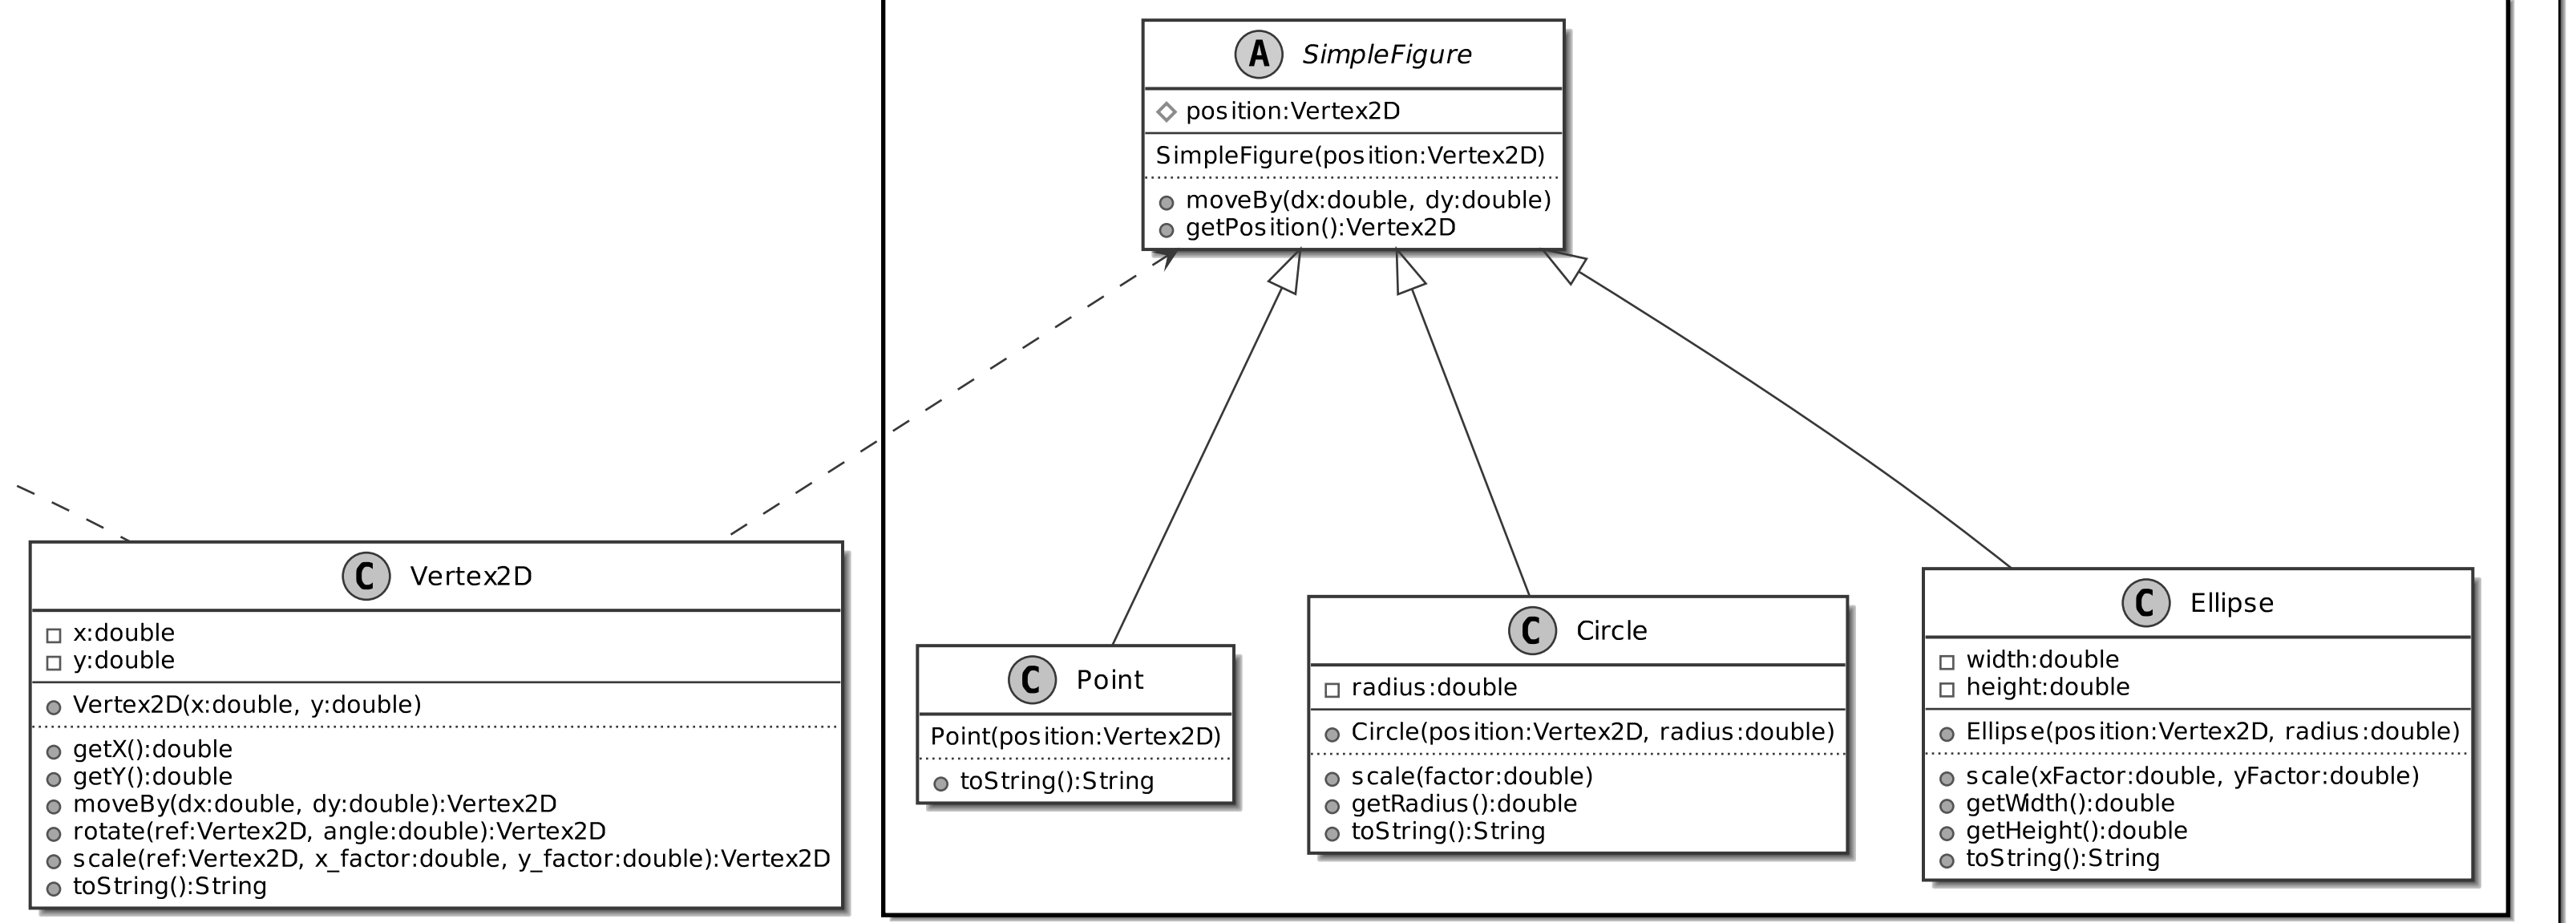 A SimpleFigure
position:Vertex2D
SimpleFigure(position:Vertex2D)
moveBy(dx:double, dy:double)
getPosition():Vertex2D
C Vertex2D
x:double
y:double
Vertex2D(x:double, y:double)
getX():double
getY():double
moveBy(dx:double, dy:double):Vertex2D
rotate(ref:Vertex2D, angle:double):Vertex2D
scale(ref:Vertex2D, x_factor:double, y_factor:double):Vertex2D
toString():String
C Point
Point(position:Vertex2D)
toString():String
C Circle
radius:double
Circle(position:Vertex2D, radius:double)
scale(factor:double)
getRadius():double
toString():String
C Ellipse
width:double
height:double
Ellipse(position:Vertex2D, radius:double)
scale(xFactor:double, yFactor:double)
getWidth():double
getHeight():double
toString():String